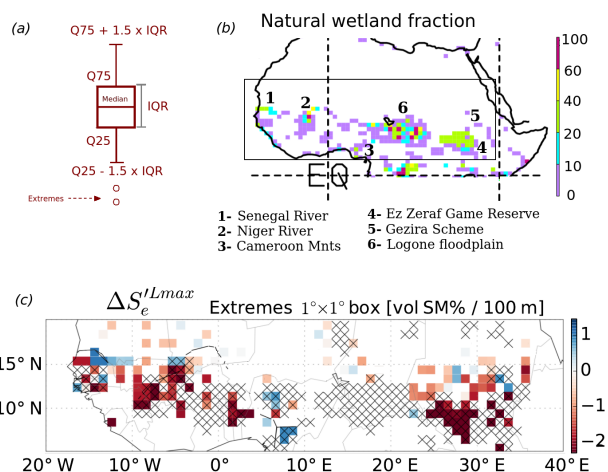 (a)
Q75 + 1.5 x IQR
Q75
Median
IQR
Q25
Q25 - 1.5 x IQR
Extremes
(b)
Natural wetland fraction
100
60
40
20
10
0
1
2
3
4
5
6
EQ
1- Senegal River
2- Niger River
3- Cameroon Mnts
4- Ez Zeraf Game Reserve
5- Gezira Scheme
6- Logone floodplain
(c)
ΔS_e'^Lmax Extremes 1°×1° box [vol SM% / 100 m]
15° N
10° N
20° W
10° W
0°
10° E
20° E
30° E
40° E
1
0
−1
−2